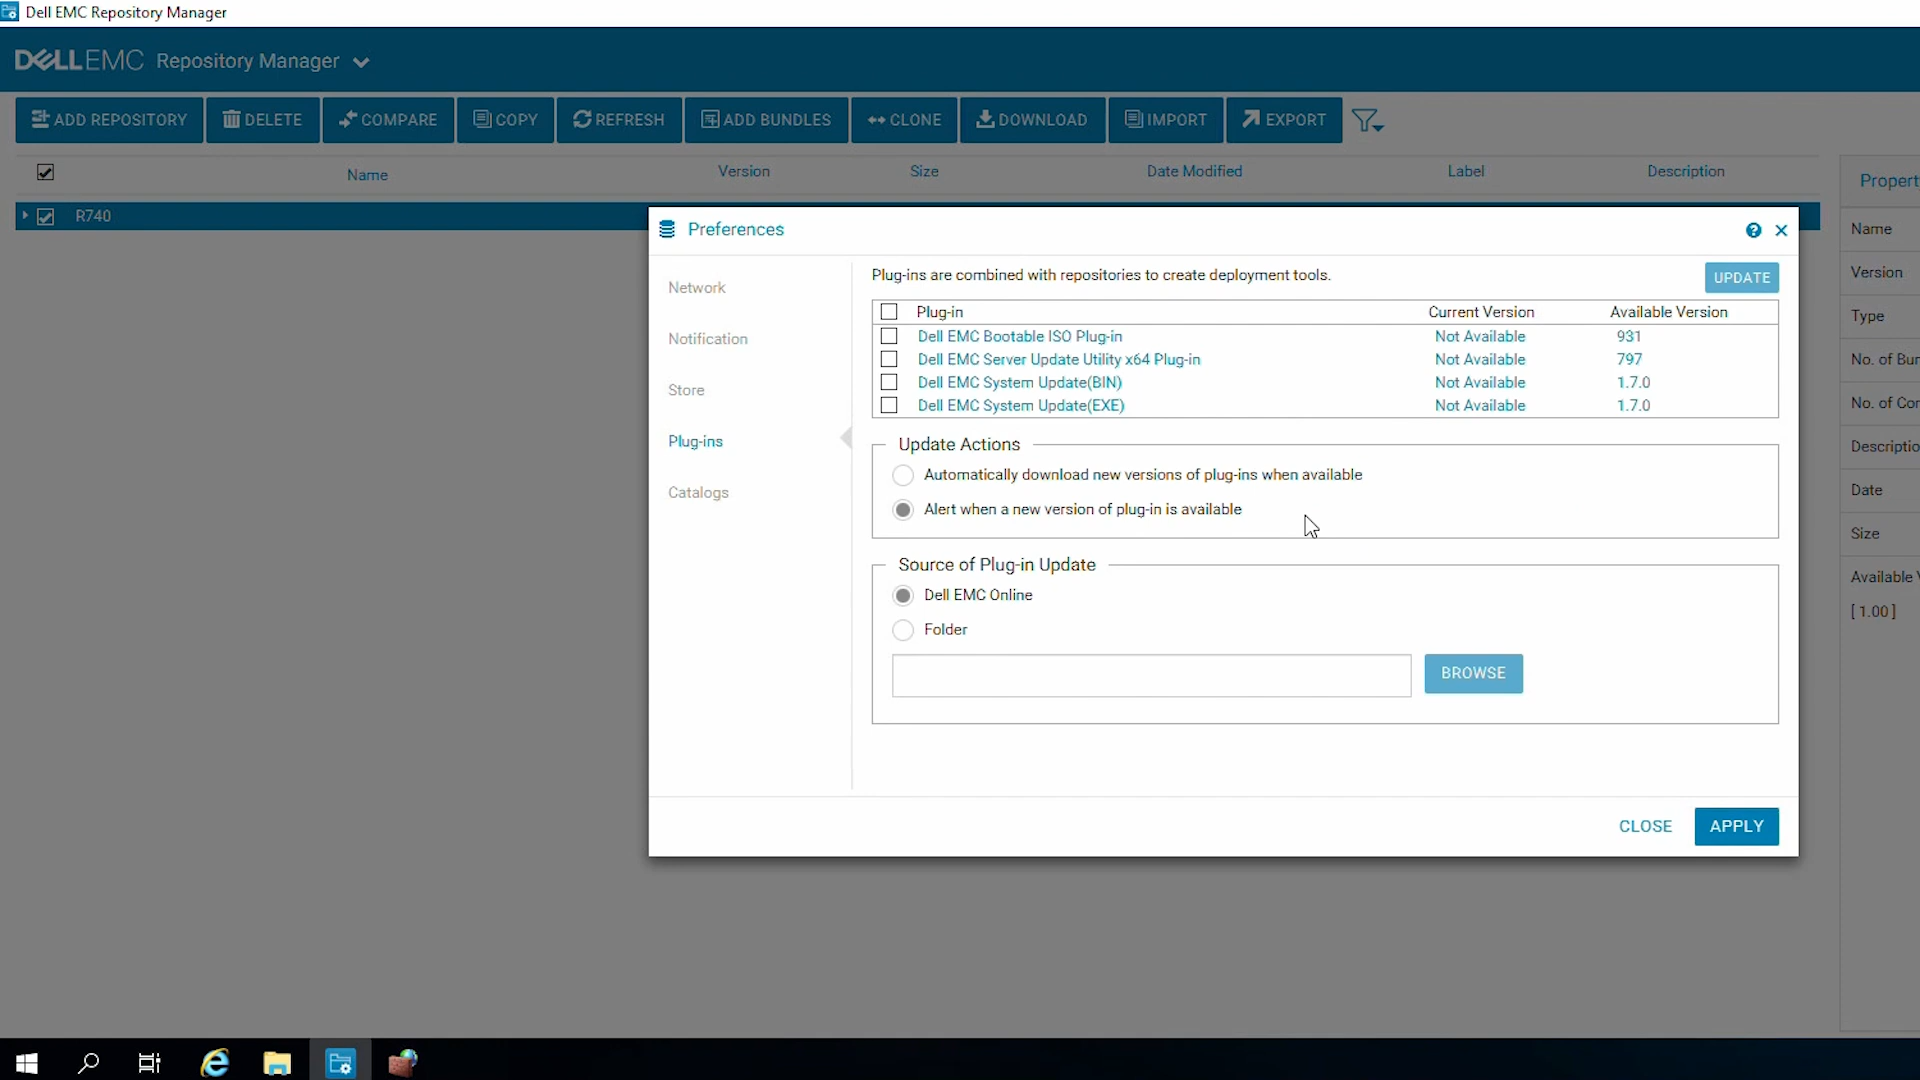 Dell EMC Repository Manager
DELLEMC Repository Manager
ADD REPOSITORY DELETE COMPARE COPY REFRESH ADD BUNDLES CLONE DOWNLOAD IMPORT EXPORT
Name Version Size Date Modified Label Description
R740
Preferences
Network
Notification
Store
Plug-ins
Catalogs
Plug-ins are combined with repositories to create deployment tools.
UPDATE
Plug-in Current Version Available Version
Dell EMC Bootable ISO Plug-in Not Available 931
Dell EMC Server Update Utility x64 Plug-in Not Available 797
Dell EMC System Update(BIN) Not Available 1.7.0
Dell EMC System Update(EXE) Not Available 1.7.0
Update Actions
Automatically download new versions of plug-ins when available
Alert when a new version of plug-in is available
Source of Plug-in Update
Dell EMC Online
Folder
BROWSE
CLOSE APPLY
Property
Name
Version
Type
No. of Bun
No. of Con
Descriptio
Date
Size
Available V
[ 1.00 ]